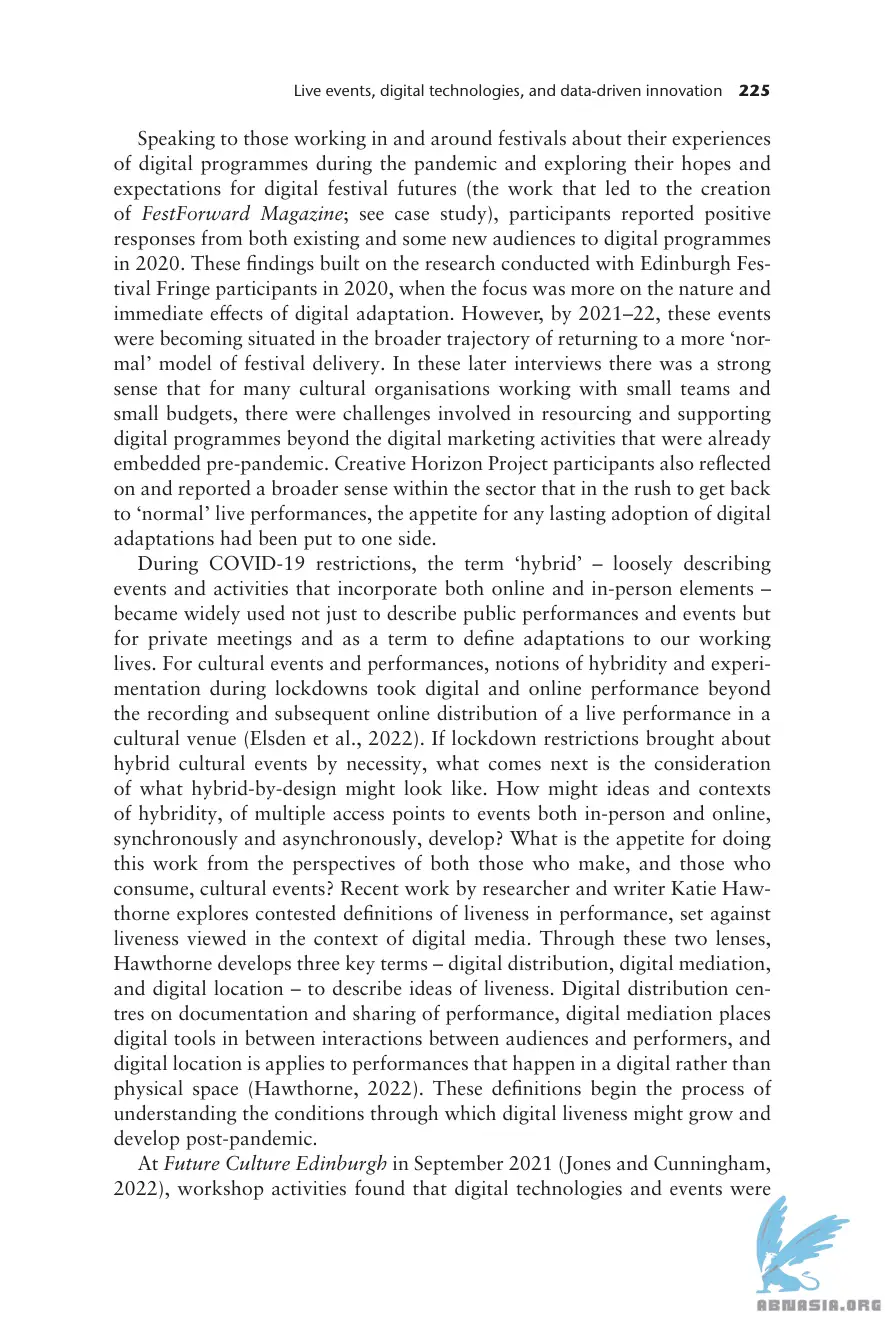 Live events, digital technologies, and data-driven innovation 225
Speaking to those working in and around festivals about their experiences
of digital programmes during the pandemic and exploring their hopes and
expectations for digital festival futures (the work that led to the creation
of FestForward Magazine; see case study), participants reported positive
responses from both existing and some new audiences to digital programmes
in 2020. These findings built on the research conducted with Edinburgh Fes-
tival Fringe participants in 2020, when the focus was more on the nature and
immediate effects of digital adaptation. However, by 2021–22, these events
were becoming situated in the broader trajectory of returning to a more ‘nor-
mal’ model of festival delivery. In these later interviews there was a strong
sense that for many cultural organisations working with small teams and
small budgets, there were challenges involved in resourcing and supporting
digital programmes beyond the digital marketing activities that were already
embedded pre-pandemic. Creative Horizon Project participants also reflected
on and reported a broader sense within the sector that in the rush to get back
to ‘normal’ live performances, the appetite for any lasting adoption of digital
adaptations had been put to one side.
During COVID-19 restrictions, the term ‘hybrid’ – loosely describing
events and activities that incorporate both online and in-person elements –
became widely used not just to describe public performances and events but
for private meetings and as a term to define adaptations to our working
lives. For cultural events and performances, notions of hybridity and experi-
mentation during lockdowns took digital and online performance beyond
the recording and subsequent online distribution of a live performance in a
cultural venue (Elsden et al., 2022). If lockdown restrictions brought about
hybrid cultural events by necessity, what comes next is the consideration
of what hybrid-by-design might look like. How might ideas and contexts
of hybridity, of multiple access points to events both in-person and online,
synchronously and asynchronously, develop? What is the appetite for doing
this work from the perspectives of both those who make, and those who
consume, cultural events? Recent work by researcher and writer Katie Haw-
thorne explores contested definitions of liveness in performance, set against
liveness viewed in the context of digital media. Through these two lenses,
Hawthorne develops three key terms – digital distribution, digital mediation,
and digital location – to describe ideas of liveness. Digital distribution cen-
tres on documentation and sharing of performance, digital mediation places
digital tools in between interactions between audiences and performers, and
digital location is applies to performances that happen in a digital rather than
physical space (Hawthorne, 2022). These definitions begin the process of
understanding the conditions through which digital liveness might grow and
develop post-pandemic.
At Future Culture Edinburgh in September 2021 (Jones and Cunningham,
2022), workshop activities found that digital technologies and events were
ABNASIA.ORG